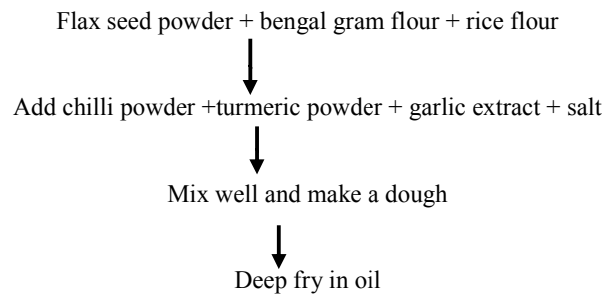 Flax seed powder + bengal gram flour + rice flour
Add chilli powder +turmeric powder + garlic extract + salt
Mix well and make a dough
Deep fry in oil